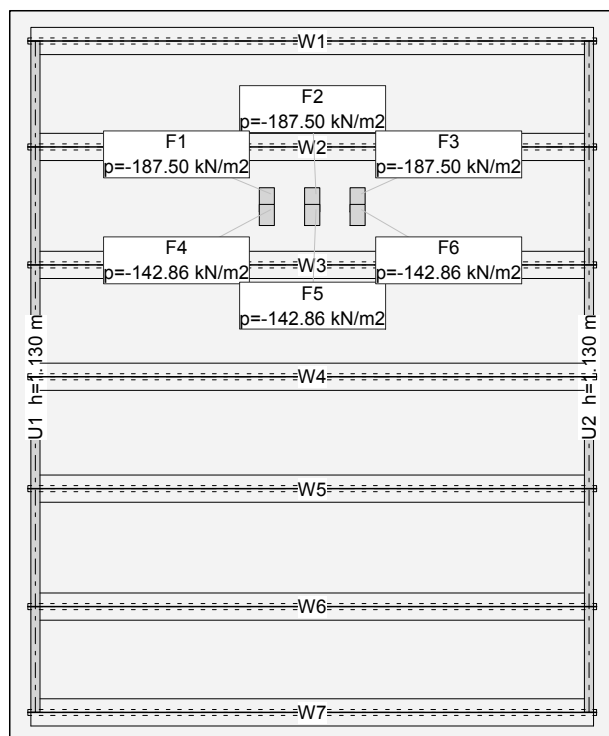 W1
F2
p=-187.50 kN/m2
F1
p=-187.50 kN/m2
W2
F3
p=-187.50 kN/m2
F4
p=-142.86 kN/m2
W3
F6
p=-142.86 kN/m2
F5
p=-142.86 kN/m2
U1 h=1.130 m
W4
U2 h=1.130 m
W5
W6
W7